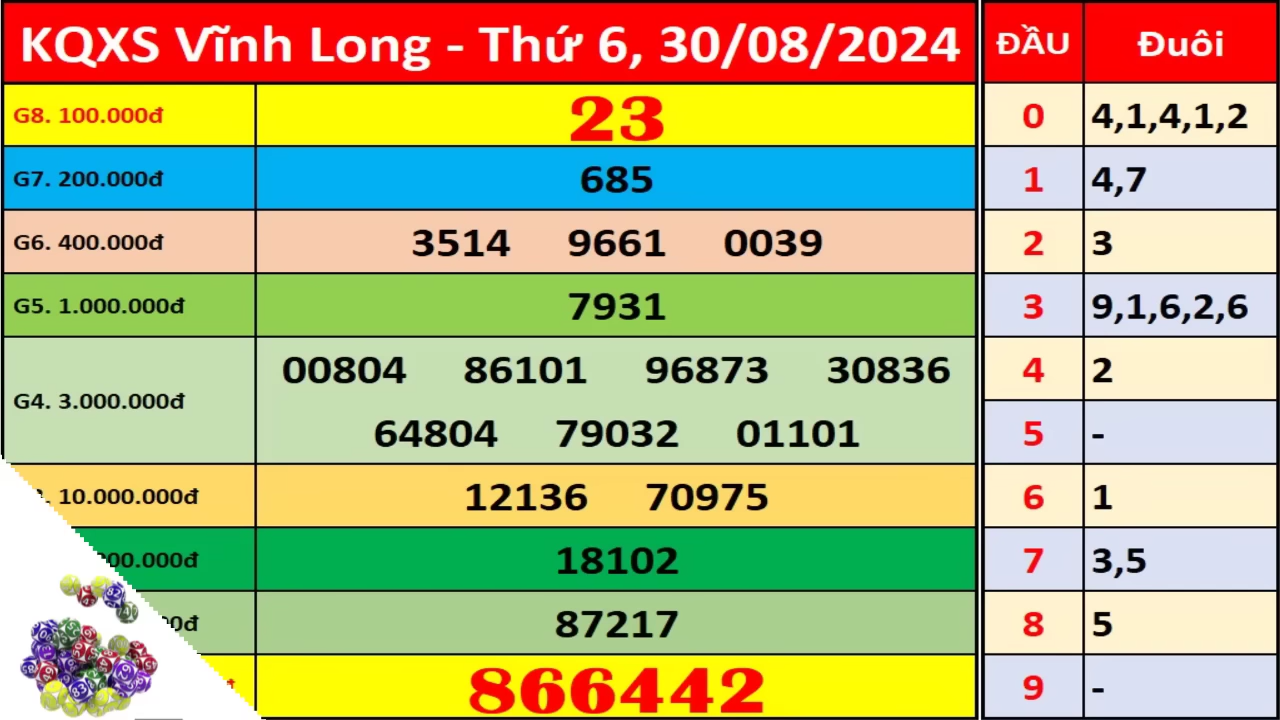 KQXS Vĩnh Long - Thứ 6, 30/08/2024
G8. 100.000đ 23
G7. 200.000đ 685
G6. 400.000đ 3514 9661 0039
G5. 1.000.000đ 7931
G4. 3.000.000đ
00804 86101 96873 30836
64804 79032 01101
10.000.000đ 12136 70975
18102
87217
866442
ĐẦU Đuôi
0 4,1,4,1,2
1 4,7
2 3
3 9,1,6,2,6
4 2
5 -
6 1
7 3,5
8 5
9 -